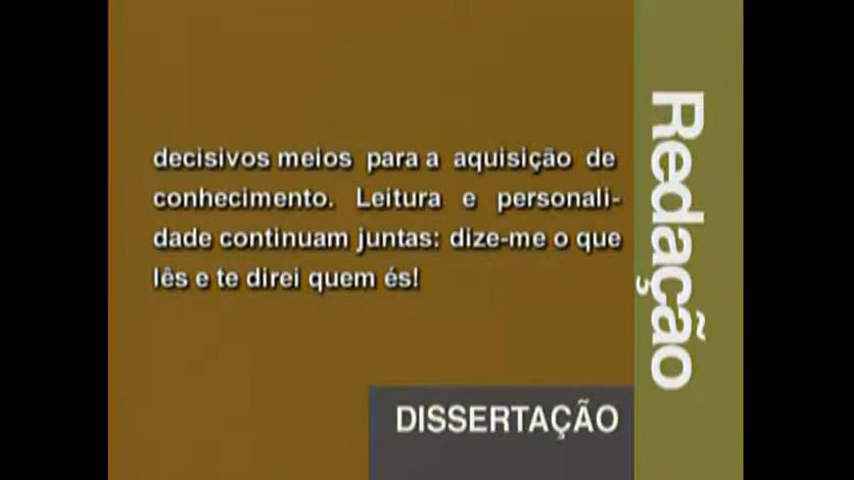 decisivos meios para a aquisição de
conhecimento. Leitura e personali-
dade continuam juntas: dize-me o que
lês e te direi quem és!
DISSERTAÇÃO
Redação